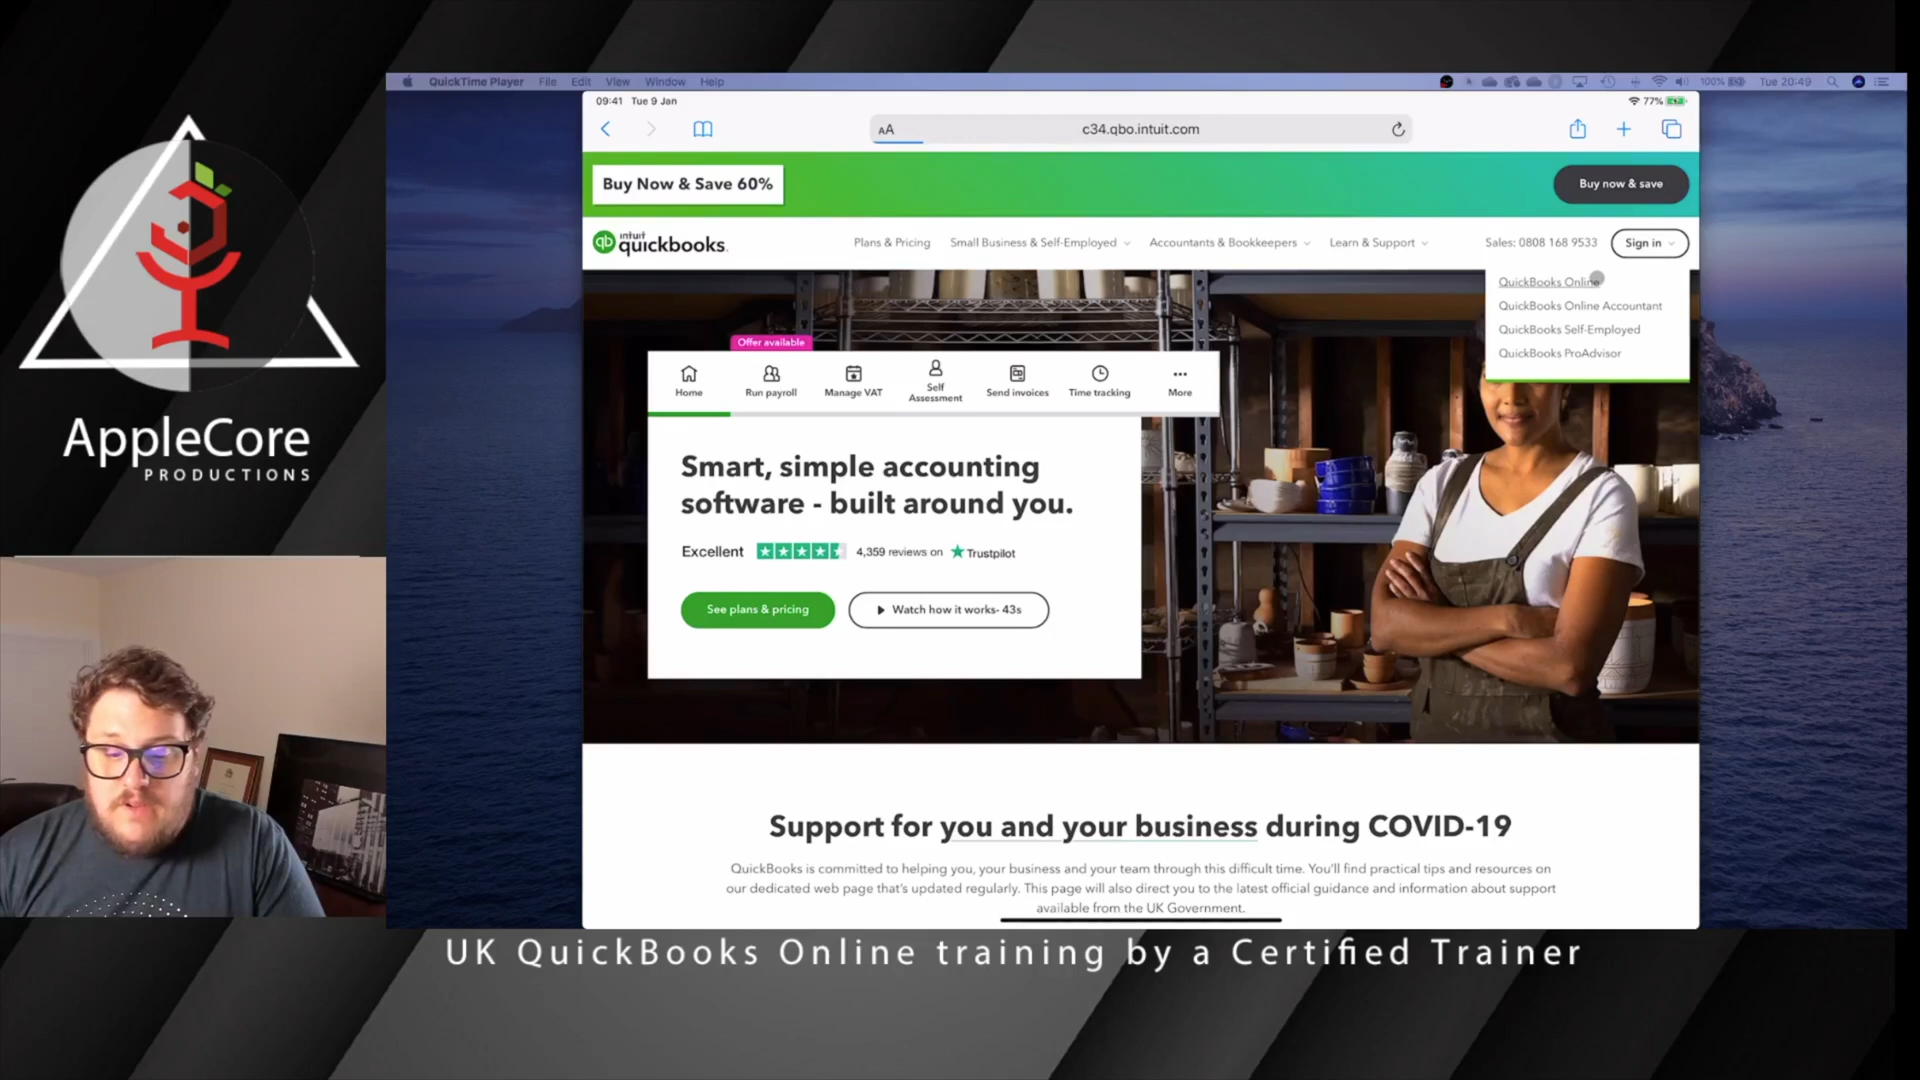 QuickTime Player File Edit View Window Help
100% Tue 20:49
09:41 Tue 9 Jan
77%
AA
c34.qbo.intuit.com
Buy Now & Save 60%
Buy now & save
qb intuit quickbooks.
Plans & Pricing
Small Business & Self-Employed
Accountants & Bookkeepers
Learn & Support
Sales: 0808 168 9533
Sign in
QuickBooks Online
QuickBooks Online Accountant
QuickBooks Self-Employed
QuickBooks ProAdvisor
Offer available
Home
Run payroll
Manage VAT
Self
Assessment
Send invoices
Time tracking
More
Smart, simple accounting
software - built around you.
Excellent
4,359 reviews on
Trustpilot
See plans & pricing
Watch how it works- 43s
Support for you and your business during COVID-19
QuickBooks is committed to helping you, your business and your team through this difficult time. You'll find practical tips and resources on
our dedicated web page that's updated regularly. This page will also direct you to the latest official guidance and information about support
available from the UK Government.
AppleCore
PRODUCTIONS
UK QuickBooks Online training by a Certified Trainer